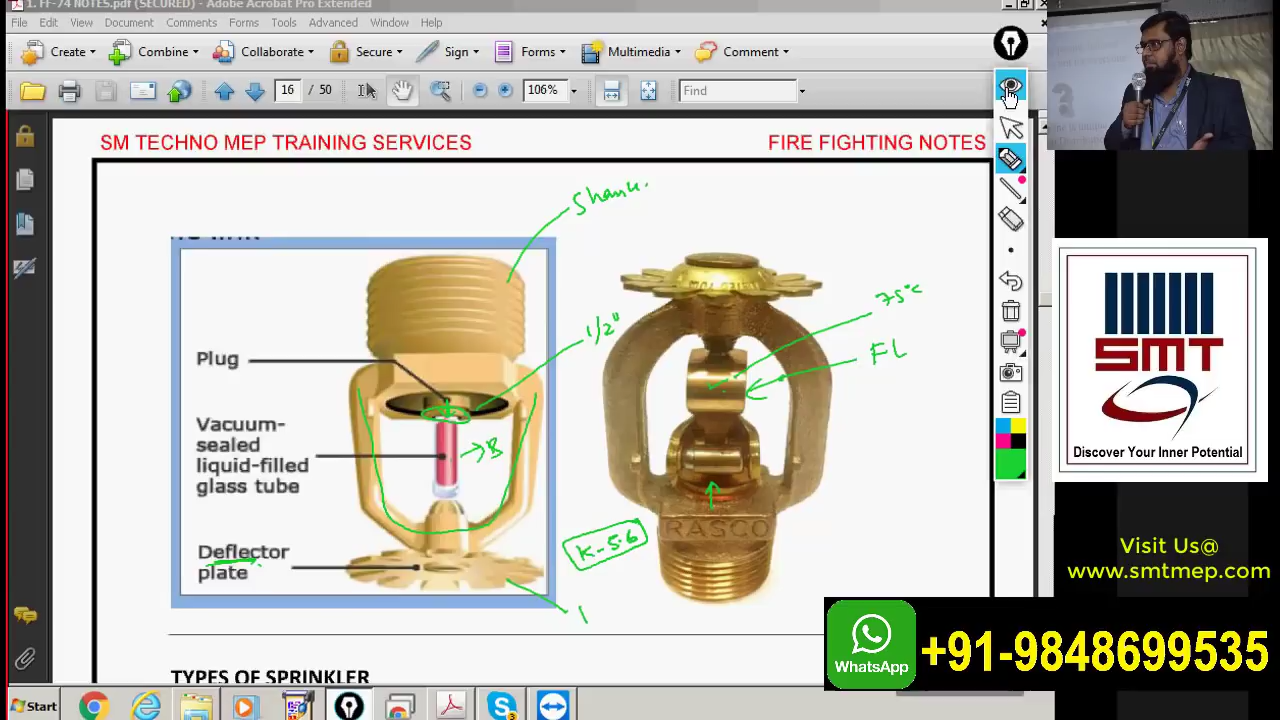 1. FF-74 NOTES.pdf (SECURED) - Adobe Acrobat Pro Extended
File Edit View Document Comments Forms Tools Advanced Window Help
Create Combine Collaborate Secure Sign Forms Multimedia Comment
16 / 50 106% Find
SM TECHNO MEP TRAINING SERVICES
FIRE FIGHTING NOTES
Shank.
1/2"
75°C
FL
Plug
Vacuum-
sealed
liquid-filled
glass tube
→B
Deflector
plate
K-5.6
RASCO
TYPES OF SPRINKLER
SMT
Discover Your Inner Potential
Visit Us@
www.smtmep.com
WhatsApp
+91-9848699535
Start